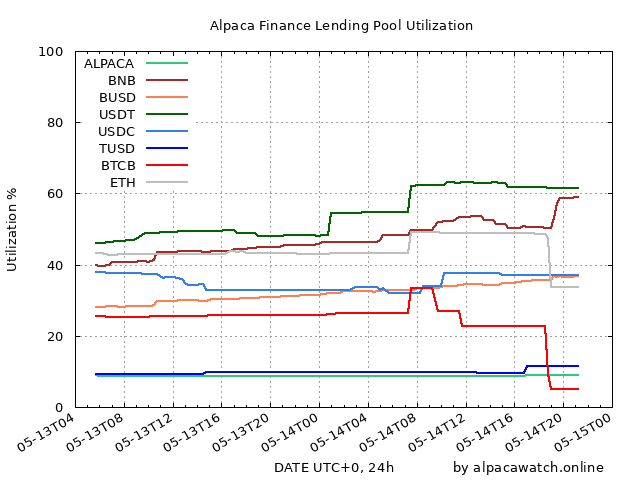 Alpaca Finance Lending Pool Utilization
Utilization %
100
80
60
40
20
0
ALPACA
BNB
BUSD
USDT
USDC
TUSD
BTCB
ETH
05-13T04
05-13T08
05-13T12
05-13T16
05-13T20
05-14T00
05-14T04
05-14T08
05-14T12
05-14T16
05-14T20
05-15T00
DATE UTC+0, 24h
by alpacawatch.online